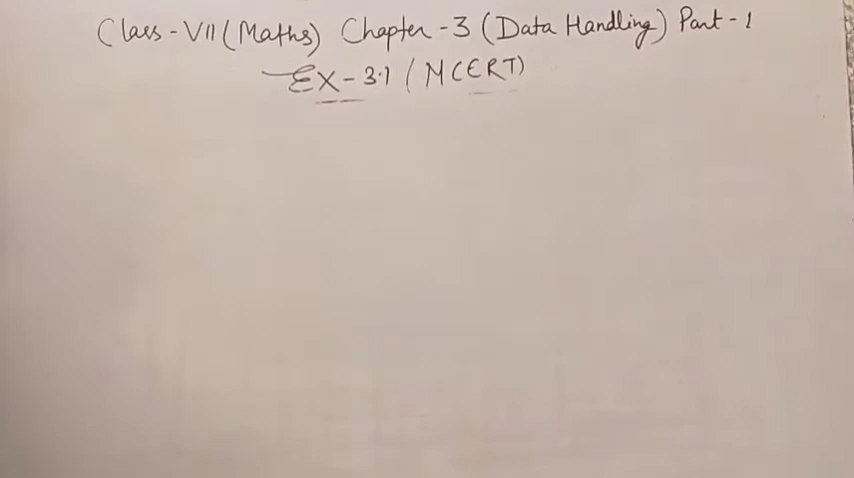 Class - VII (Maths) Chapter - 3 (Data Handling) Part - 1
EX - 3.1 (NCERT)